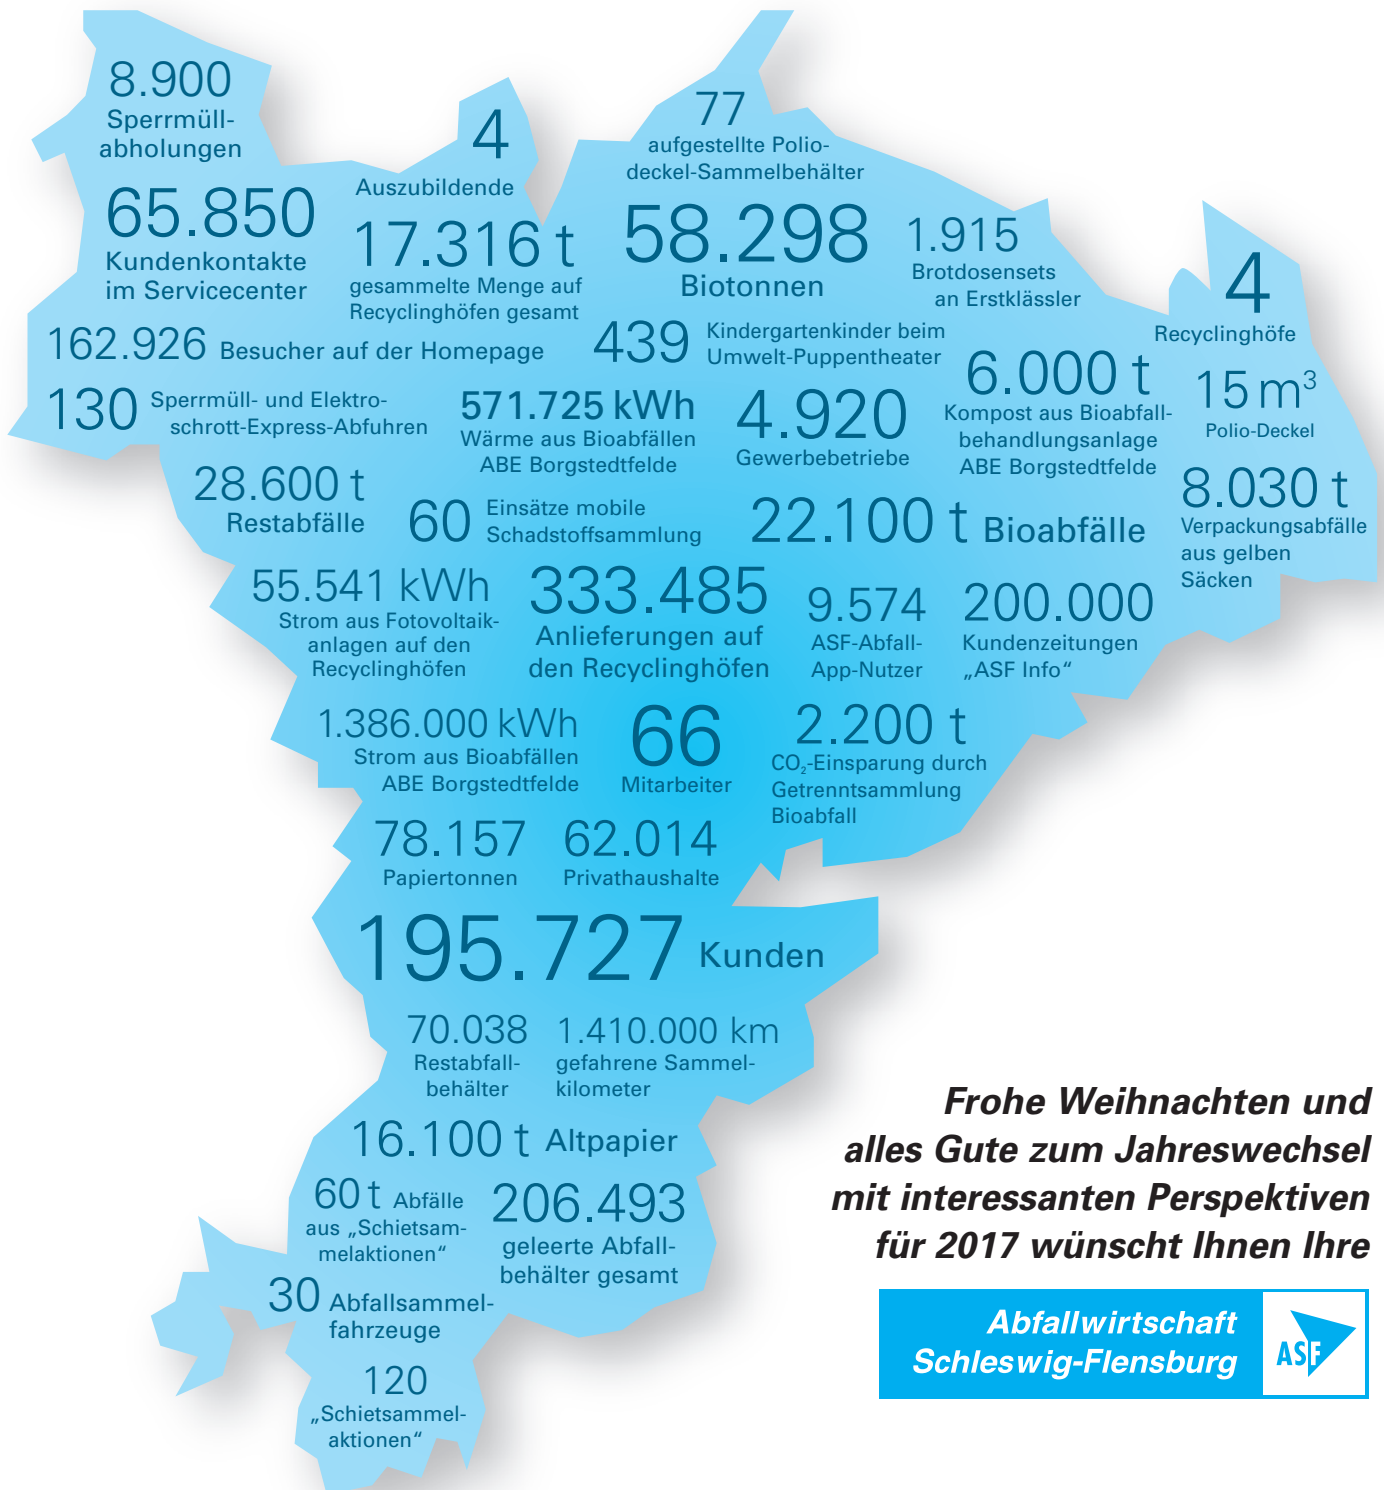 8.900
Sperrmüll-
abholungen
4
Auszubildende
77
aufgestellte Polio-
deckel-Sammelbehälter
65.850
Kundenkontakte
im Servicecenter
17.316 t
gesammelte Menge auf
Recyclinghöfen gesamt
58.298
Biotonnen
1.915
Brotdosensets
an Erstklässler
4
Recyclinghöfe
162.926 Besucher auf der Homepage
439 Kindergartenkinder beim
Umwelt-Puppentheater
130 Sperrmüll- und Elektro-
schrott-Express-Abfuhren
571.725 kWh
Wärme aus Bioabfällen
ABE Borgstedtfelde
4.920
Gewerbebetriebe
6.000 t
Kompost aus Bioabfall-
behandlungsanlage
ABE Borgstedtfelde
15 m³
Polio-Deckel
28.600 t
Restabfälle
60 Einsätze mobile
Schadstoffsammlung
22.100 t Bioabfälle
8.030 t
Verpackungsabfälle
aus gelben
Säcken
55.541 kWh
Strom aus Fotovoltaik-
anlagen auf den
Recyclinghöfen
333.485
Anlieferungen auf
den Recyclinghöfen
9.574
ASF-Abfall-
App-Nutzer
200.000
Kundenzeitungen
„ASF Info“
1.386.000 kWh
Strom aus Bioabfällen
ABE Borgstedtfelde
66
Mitarbeiter
2.200 t
CO₂-Einsparung durch
Getrenntsammlung
Bioabfall
78.157
Papiertonnen
62.014
Privathaushalte
195.727 Kunden
70.038
Restabfall-
behälter
1.410.000 km
gefahrene Sammel-
kilometer
16.100 t Altpapier
60 t Abfälle
aus „Schietsam-
melaktionen“
206.493
geleerte Abfall-
behälter gesamt
30 Abfallsammel-
fahrzeuge
120
„Schietsammel-
aktionen“
Frohe Weihnachten und
alles Gute zum Jahreswechsel
mit interessanten Perspektiven
für 2017 wünscht Ihnen Ihre
Abfallwirtschaft
Schleswig-Flensburg
ASF